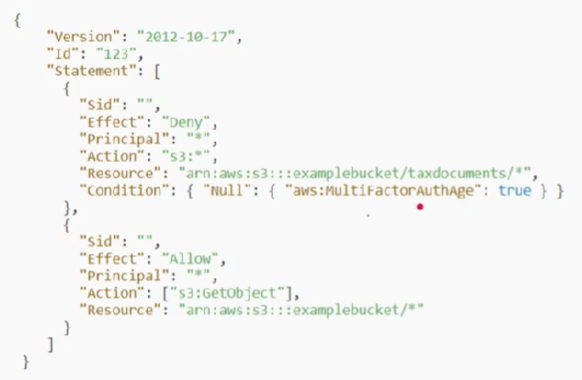 {
"Version": "2012-10-17",
"Id": "123",
"Statement": [
{
"Sid": "",
"Effect": "Deny",
"Principal": "*",
"Action": "s3:*",
"Resource": "arn:aws:s3:::examplebucket/taxdocuments/*",
"Condition": { "Null": { "aws:MultiFactorAuthAge": true } }
},
{
"Sid": "",
"Effect": "Allow",
"Principal": "*",
"Action": ["s3:GetObject"],
"Resource": "arn:aws:s3:::examplebucket/*"
}
]
}